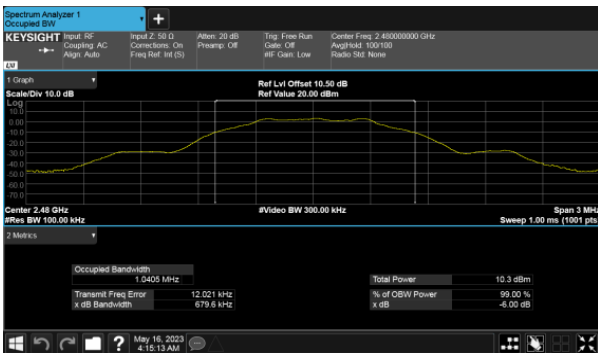 Spectrum Analyzer 1
Occupied BW
KEYSIGHT
Input: RF
Coupling: AC
Align: Auto
Input Z: 50 Ω
Corrections: On
Freq Ref: Int (S)
Atten: 20 dB
Preamp: Off
Trig: Free Run
Gate: Off
#IF Gain: Low
Center Freq: 2.480000000 GHz
Avg|Hold: 100/100
Radio Std: None
LXI
1 Graph
Scale/Div 10.0 dB
Ref Lvl Offset 10.50 dB
Ref Value 20.00 dBm
Log
10.0
0.00
-10.0
-20.0
-30.0
-40.0
-50.0
-60.0
-70.0
Center 2.48 GHz
#Video BW 300.00 kHz
Span 3 MHz
#Res BW 100.00 kHz
Sweep 1.00 ms (1001 pts)
2 Metrics
Occupied Bandwidth
1.0405 MHz
Total Power 10.3 dBm
Transmit Freq Error 12.021 kHz
% of OBW Power 99.00 %
x dB Bandwidth 679.6 kHz
x dB -6.00 dB
May 16, 2023
4:15:13 AM